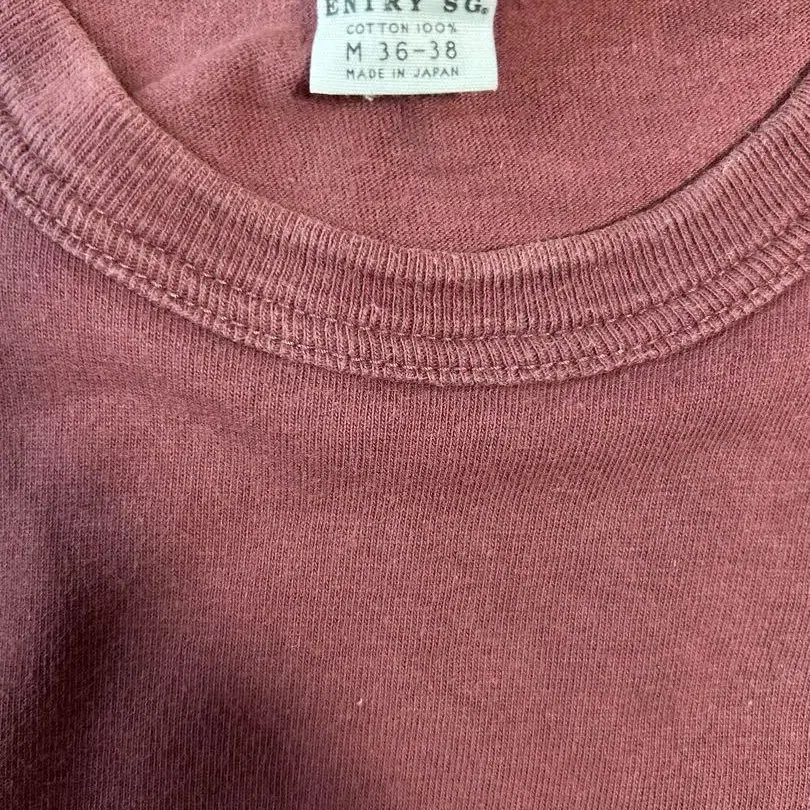 ENTRY SG.
COTTON 100%
M 36-38
MADE IN JAPAN